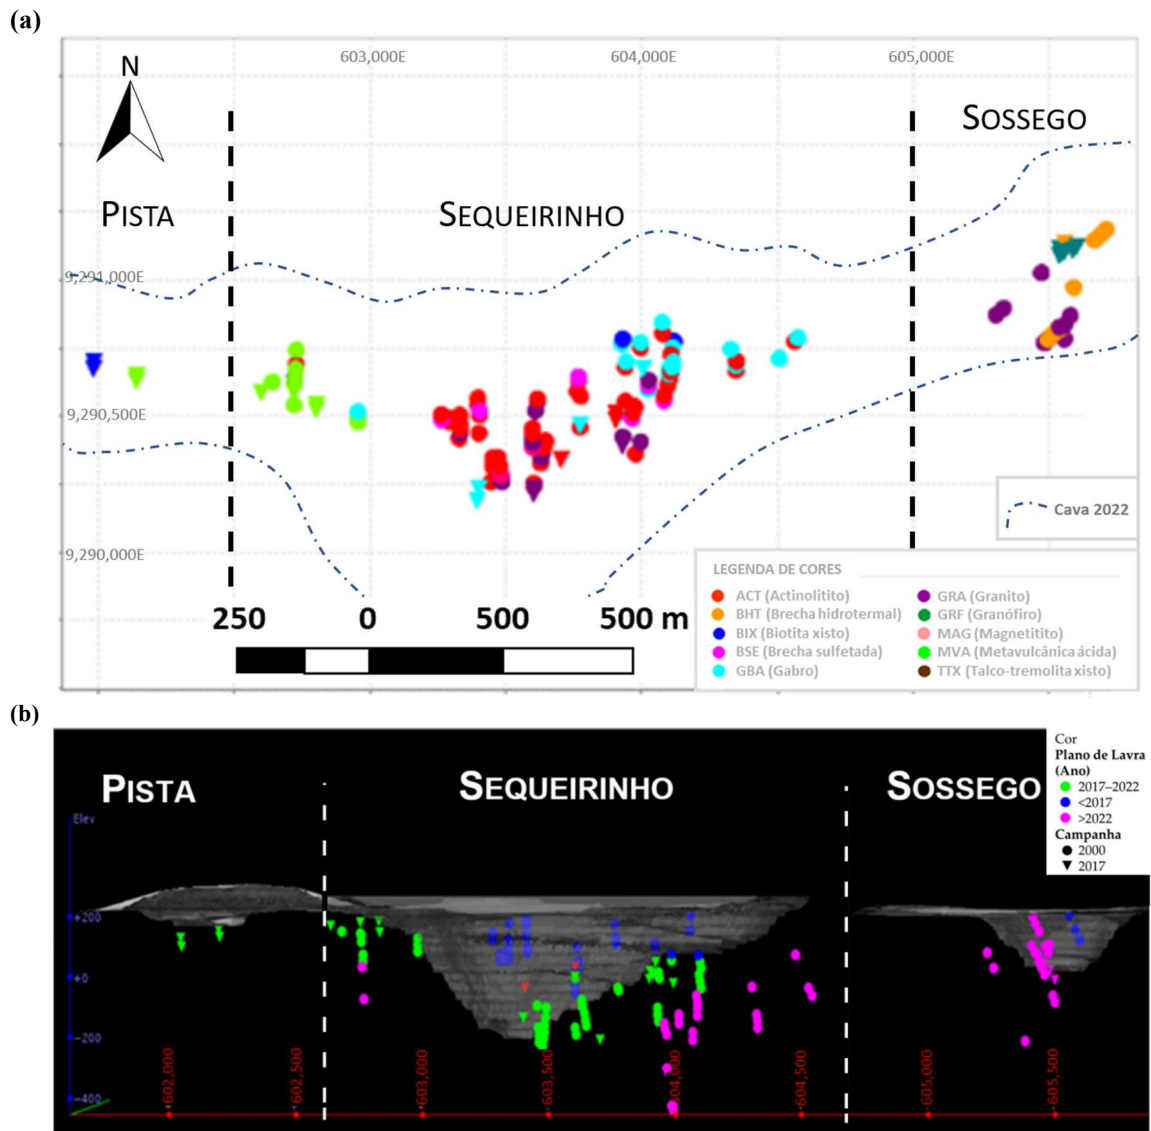 (a)
603,000E 604,000E 605,000E
N
SOSSEGO
PISTA SEQUEIRINHO
9,291,000E
9,290,500E
Cava 2022
9,290,000E
LEGENDA DE CORES
ACT (Actinolitito) GRA (Granito)
BHT (Brecha hidrotermal) GRF (Granófiro)
BIX (Biotita xisto) MAG (Magnetitito)
BSE (Brecha sulfetada) MVA (Metavulcânica ácida)
GBA (Gabro) TTX (Talco-tremolita xisto)
250 0 500 500 m
(b)
Cor
Plano de Lavra
(Ano)
2017–2022
<2017
>2022
Campanha
2000
2017
PISTA SEQUEIRINHO SOSSEGO
Elev
+200
+0
−200
−400
+602,000 +602,500 +603,000 +603,500 +604,000 +604,500 +605,000 +605,500